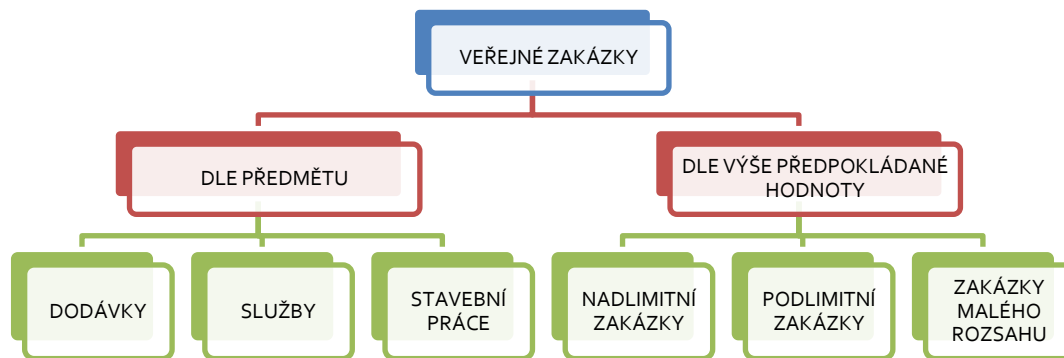 VEŘEJNÉ ZAKÁZKY
DLE PŘEDMĚTU
DLE VÝŠE PŘEDPOKLÁDANÉ
HODNOTY
DODÁVKY
SLUŽBY
STAVEBNÍ
PRÁCE
NADLIMITNÍ
ZAKÁZKY
PODLIMITNÍ
ZAKÁZKY
ZAKÁZKY
MALÉHO
ROZSAHU